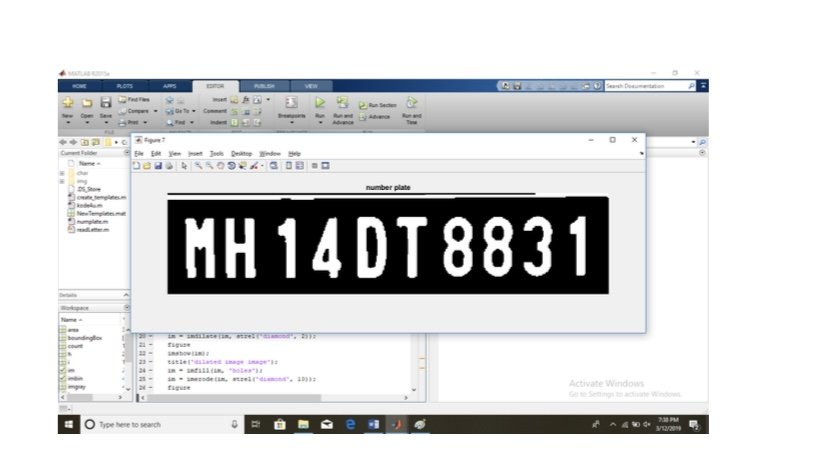 MATLAB R2015a
HOME PLOTS APPS EDITOR PUBLISH VIEW Search Documentation
New Open Save Find Files Compare Print Go To Find Insert Comment Indent Breakpoints Run Run and Advance Run Section Advance Run and Time
FILE
Current Folder
Name
char
img
.DS_Store
create_templates.m
kode4u.m
NewTemplates.mat
numplate.m
readLetter.m
Details
Workspace
Name
area
boundingBox
count
h
i
im
imbin
imgray
Figure 7
File Edit View Insert Tools Desktop Window Help
number plate
MH14DT8831
20 - im = imdilate(im, strel("diamond", 2));
21 - figure
22 - imshow(im);
23 - title("dilated image image");
24 - im = imfill(im, "holes");
25 - im = imerode(im, strel("diamond", 10));
26 - figure
Activate Windows
Go to Settings to activate Windows.
Type here to search
7:38 PM
3/12/2019